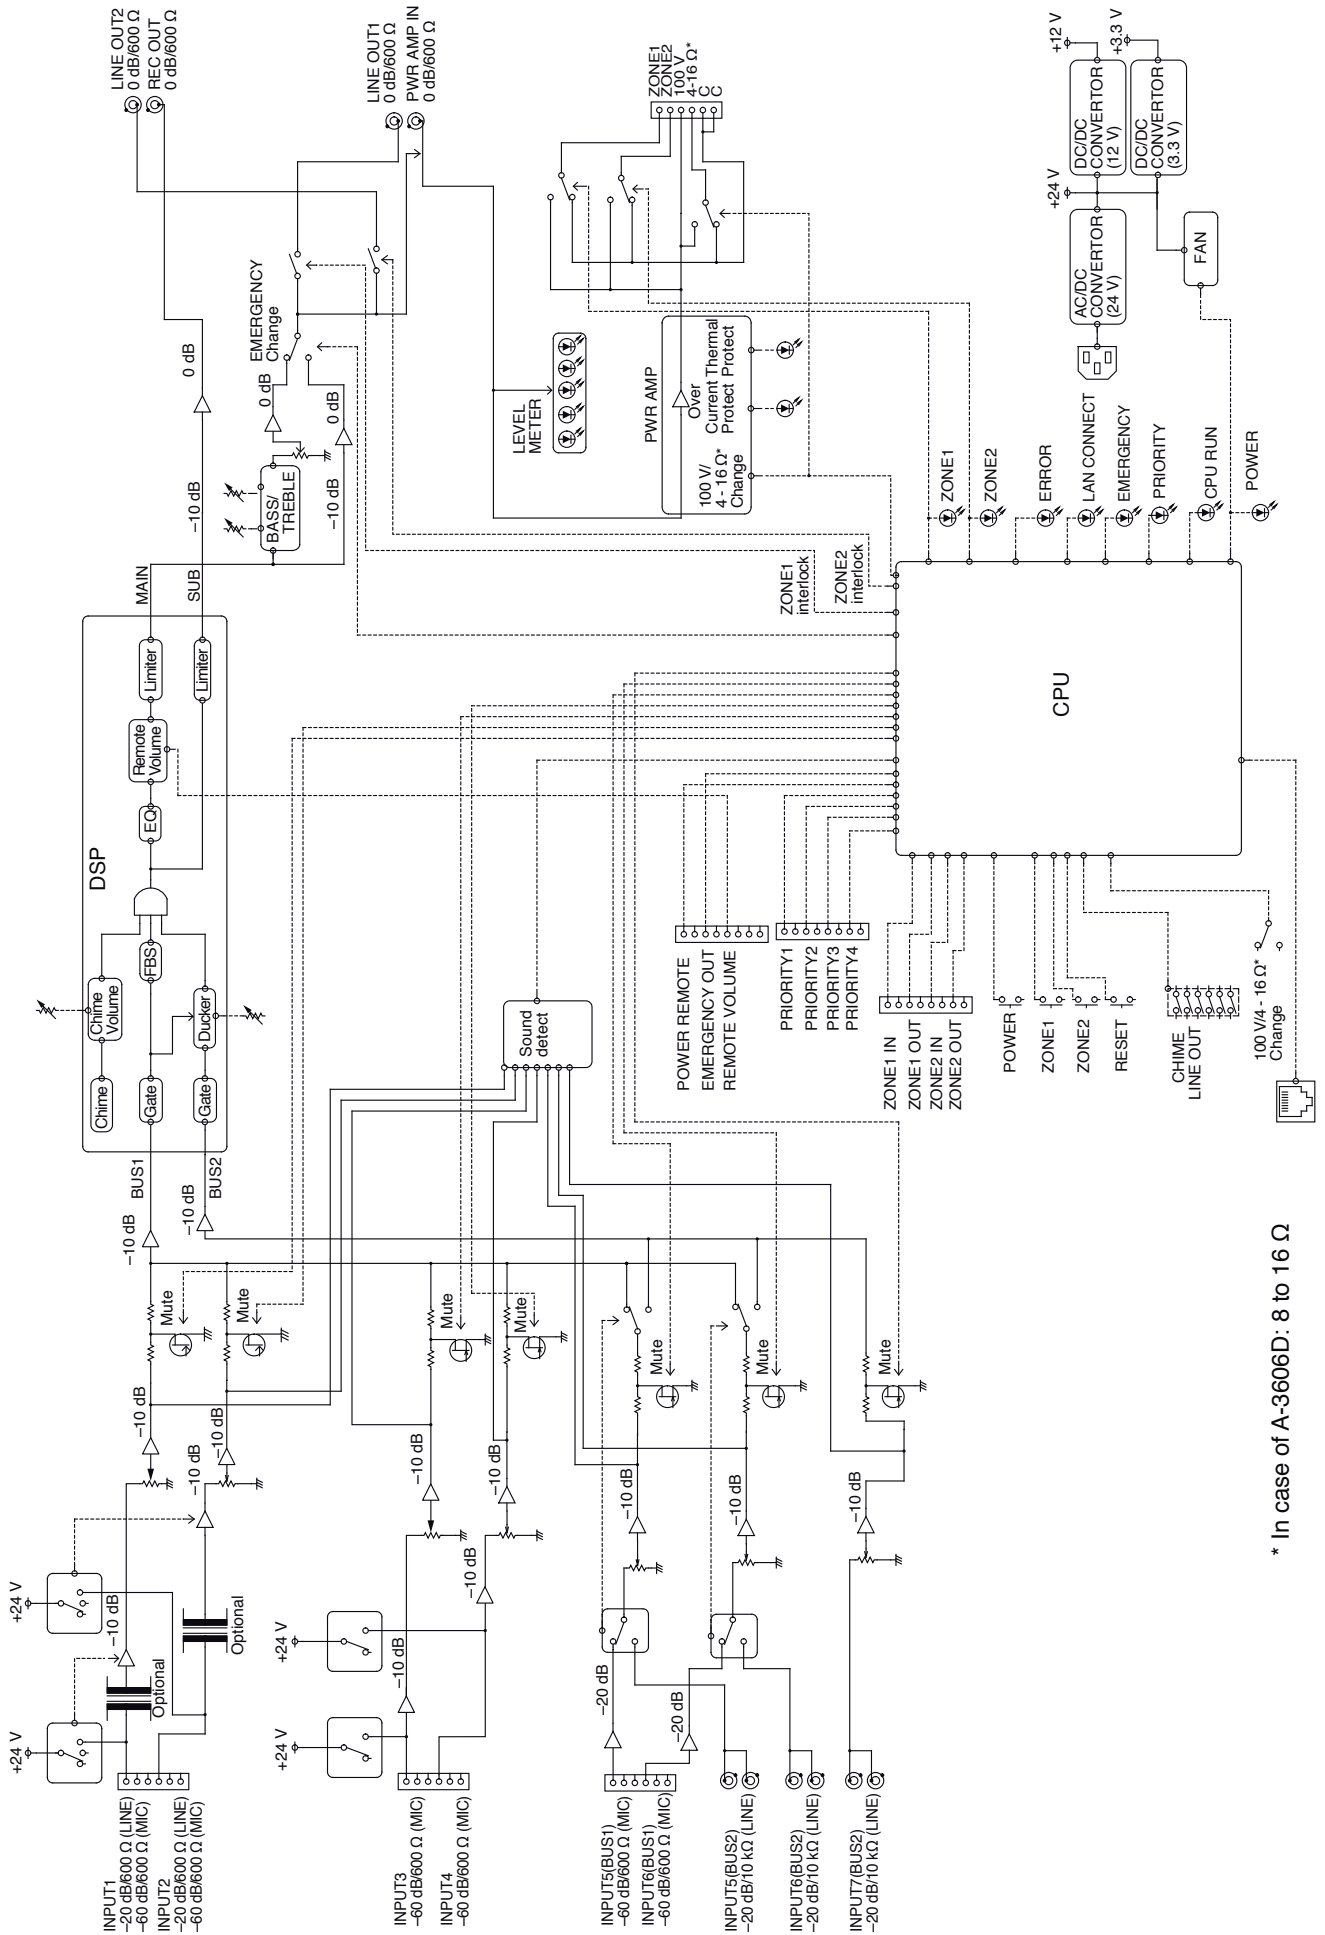 INPUT1
–20 dB/600 Ω (LINE)
–60 dB/600 Ω (MIC)
INPUT2
–20 dB/600 Ω (LINE)
–60 dB/600 Ω (MIC)
INPUT3
–60 dB/600 Ω (MIC)
INPUT4
–60 dB/600 Ω (MIC)
INPUT5(BUS1)
–60 dB/600 Ω (MIC)
INPUT6(BUS1)
–60 dB/600 Ω (MIC)
INPUT5(BUS2)
–20 dB/10 kΩ (LINE)
INPUT6(BUS2)
–20 dB/10 kΩ (LINE)
INPUT7(BUS2)
–20 dB/10 kΩ (LINE)
+24 V
+24 V
+24 V
+24 V
Optional
Optional
–10 dB
–10 dB
–10 dB
–10 dB
–10 dB
–10 dB
–10 dB
–10 dB
–20 dB
–20 dB
–10 dB
–10 dB
–10 dB
Mute
Mute
Mute
Mute
Mute
Mute
Mute
–10 dB
BUS1
–10 dB
BUS2
DSP
Chime
Chime
Volume
Gate
Gate
FBS
Ducker
EQ
Remote
Volume
Limiter
Limiter
MAIN
SUB
–10 dB
0 dB
BASS/
TREBLE
–10 dB
0 dB
0 dB
EMERGENCY
Change
LINE OUT2
0 dB/600 Ω
REC OUT
0 dB/600 Ω
LINE OUT1
0 dB/600 Ω
PWR AMP IN
0 dB/600 Ω
LEVEL
METER
PWR AMP
100 V/
4 - 16 Ω*
Change
Over
Current
Protect
Thermal
Protect
ZONE1
ZONE2
100 V
4-16 Ω*
C
C
Sound
detect
POWER REMOTE
EMERGENCY OUT
REMOTE VOLUME
PRIORITY1
PRIORITY2
PRIORITY3
PRIORITY4
ZONE1 IN
ZONE1 OUT
ZONE2 IN
ZONE2 OUT
POWER
ZONE1
ZONE2
RESET
CHIME
LINE OUT
100 V/4 - 16 Ω*
Change
CPU
ZONE1
interlock
ZONE2
interlock
ZONE1
ZONE2
ERROR
LAN CONNECT
EMERGENCY
PRIORITY
CPU RUN
POWER
AC/DC
CONVERTOR
(24 V)
+24 V
DC/DC
CONVERTOR
(12 V)
+12 V
DC/DC
CONVERTOR
(3.3 V)
+3.3 V
FAN
* In case of A-3606D: 8 to 16 Ω